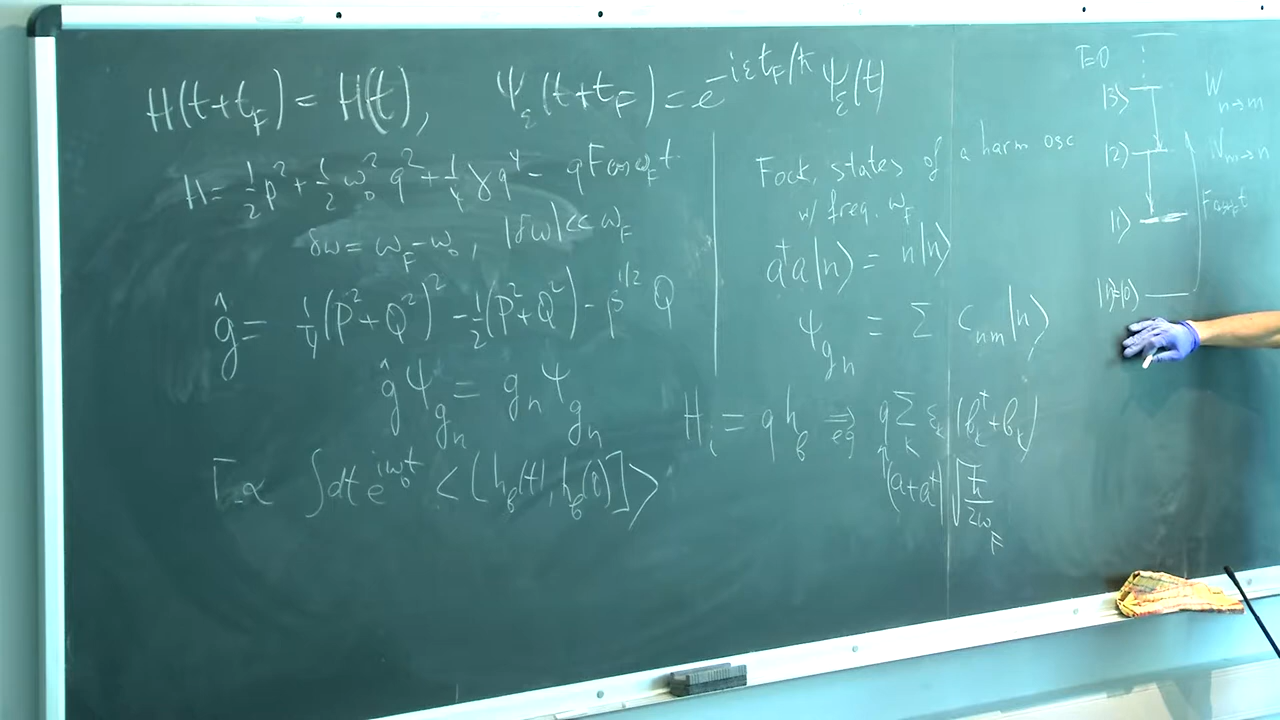 H(t+t_F) = H(t), Ψ_ε(t+t_F) = e^{-iεt_F/ħ} Ψ_ε(t)
H = 1/2 p² + 1/2 ω₀² q² + 1/4 γ q⁴ - qF cos ω_F t
δω = ω_F - ω₀, |δω| << ω_F
ĝ = 1/4 (P²+Q²)² - 1/2 (P²+Q²) - β^{1/2} Q
ĝ ψ_{g_n} = g_n ψ_{g_n}
Γ ∝ ∫dt e^{iω₀t} <[h_b(t), h_b(0)]>
Fock states of a harm osc
w/ freq. ω_F
a⁺a|n⟩ = n|n⟩
ψ_{g_n} = Σ c_{nm}|n⟩
H_i = q h_b ⇒ eg q Σ_k ε_k (b_k⁺ + b_k)
↑
(a+a⁺) √(ħ/2ω_F)
T=0
|3⟩
|2⟩
|1⟩
|n=0⟩
W_{n→m}
W_{m→n}
F cos ω_F t